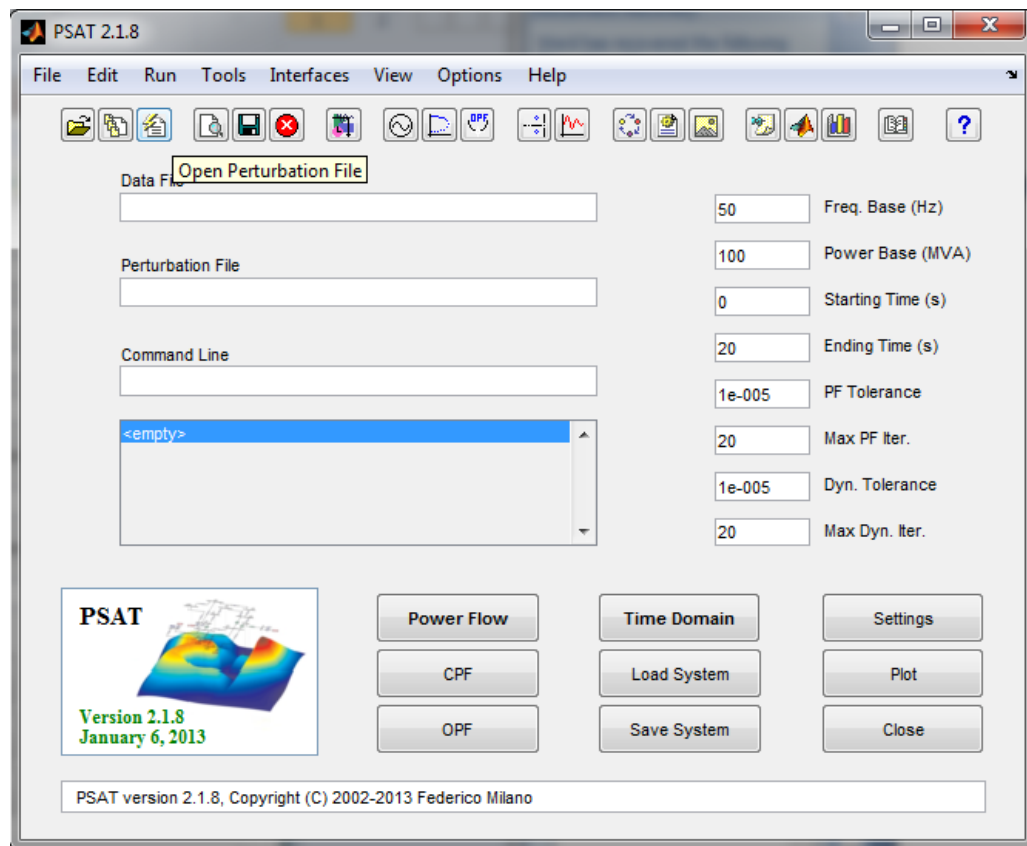 PSAT 2.1.8
File Edit Run Tools Interfaces View Options Help
OPF
?
Open Perturbation File
Data File
50 Freq. Base (Hz)
100 Power Base (MVA)
Perturbation File
0 Starting Time (s)
20 Ending Time (s)
Command Line
1e-005 PF Tolerance
<empty>
20 Max PF Iter.
1e-005 Dyn. Tolerance
20 Max Dyn. Iter.
PSAT
Version 2.1.8
January 6, 2013
Power Flow Time Domain Settings
CPF Load System Plot
OPF Save System Close
PSAT version 2.1.8, Copyright (C) 2002-2013 Federico Milano